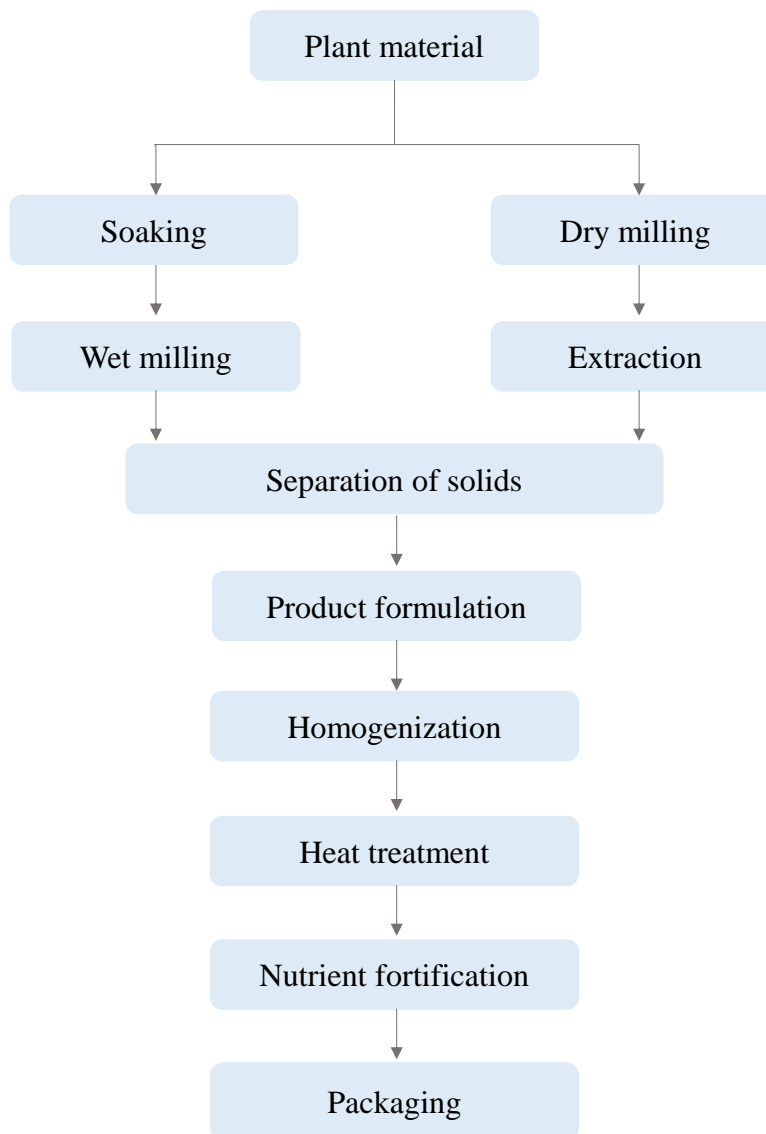 Plant material
Soaking
Dry milling
Wet milling
Extraction
Separation of solids
Product formulation
Homogenization
Heat treatment
Nutrient fortification
Packaging